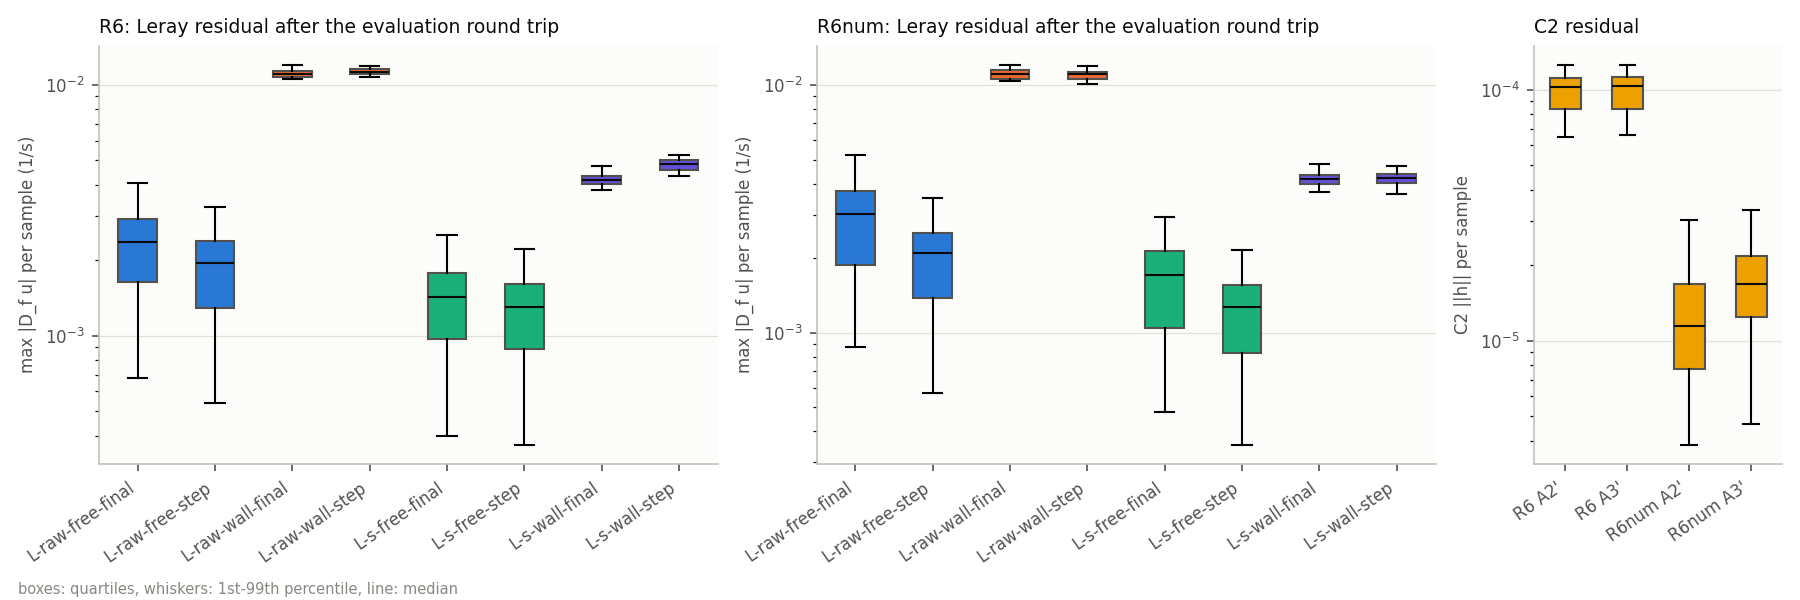 R6: Leray residual after the evaluation round trip
max |D_f u| per sample (1/s)
10⁻²
10⁻³
L-raw-free-final
L-raw-free-step
L-raw-wall-final
L-raw-wall-step
L-s-free-final
L-s-free-step
L-s-wall-final
L-s-wall-step
R6num: Leray residual after the evaluation round trip
max |D_f u| per sample (1/s)
10⁻²
10⁻³
L-raw-free-final
L-raw-free-step
L-raw-wall-final
L-raw-wall-step
L-s-free-final
L-s-free-step
L-s-wall-final
L-s-wall-step
C2 residual
C2 ||h|| per sample
10⁻⁴
10⁻⁵
R6 A2'
R6 A3'
R6num A2'
R6num A3'
boxes: quartiles, whiskers: 1st-99th percentile, line: median